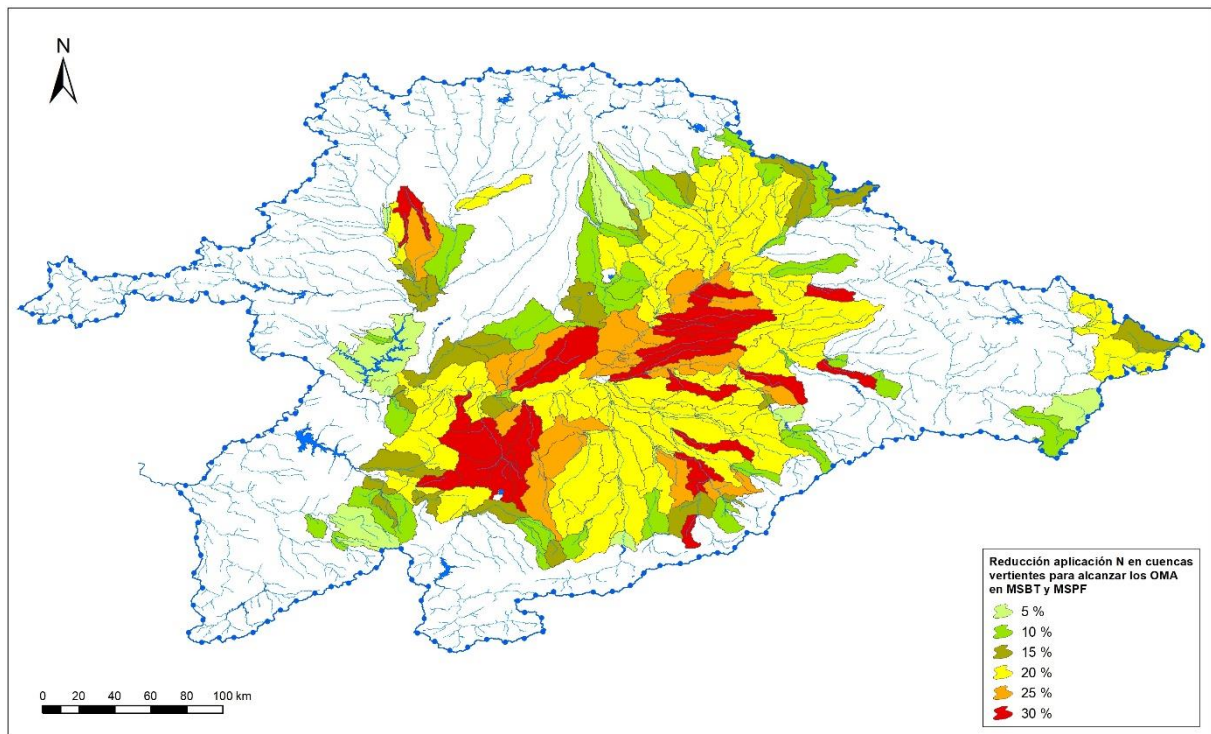 N
Reducción aplicación N en cuencas
vertientes para alcanzar los OMA
en MSBT y MSPF
5 %
10 %
15 %
20 %
25 %
30 %
0 20 40 60 80 100 km